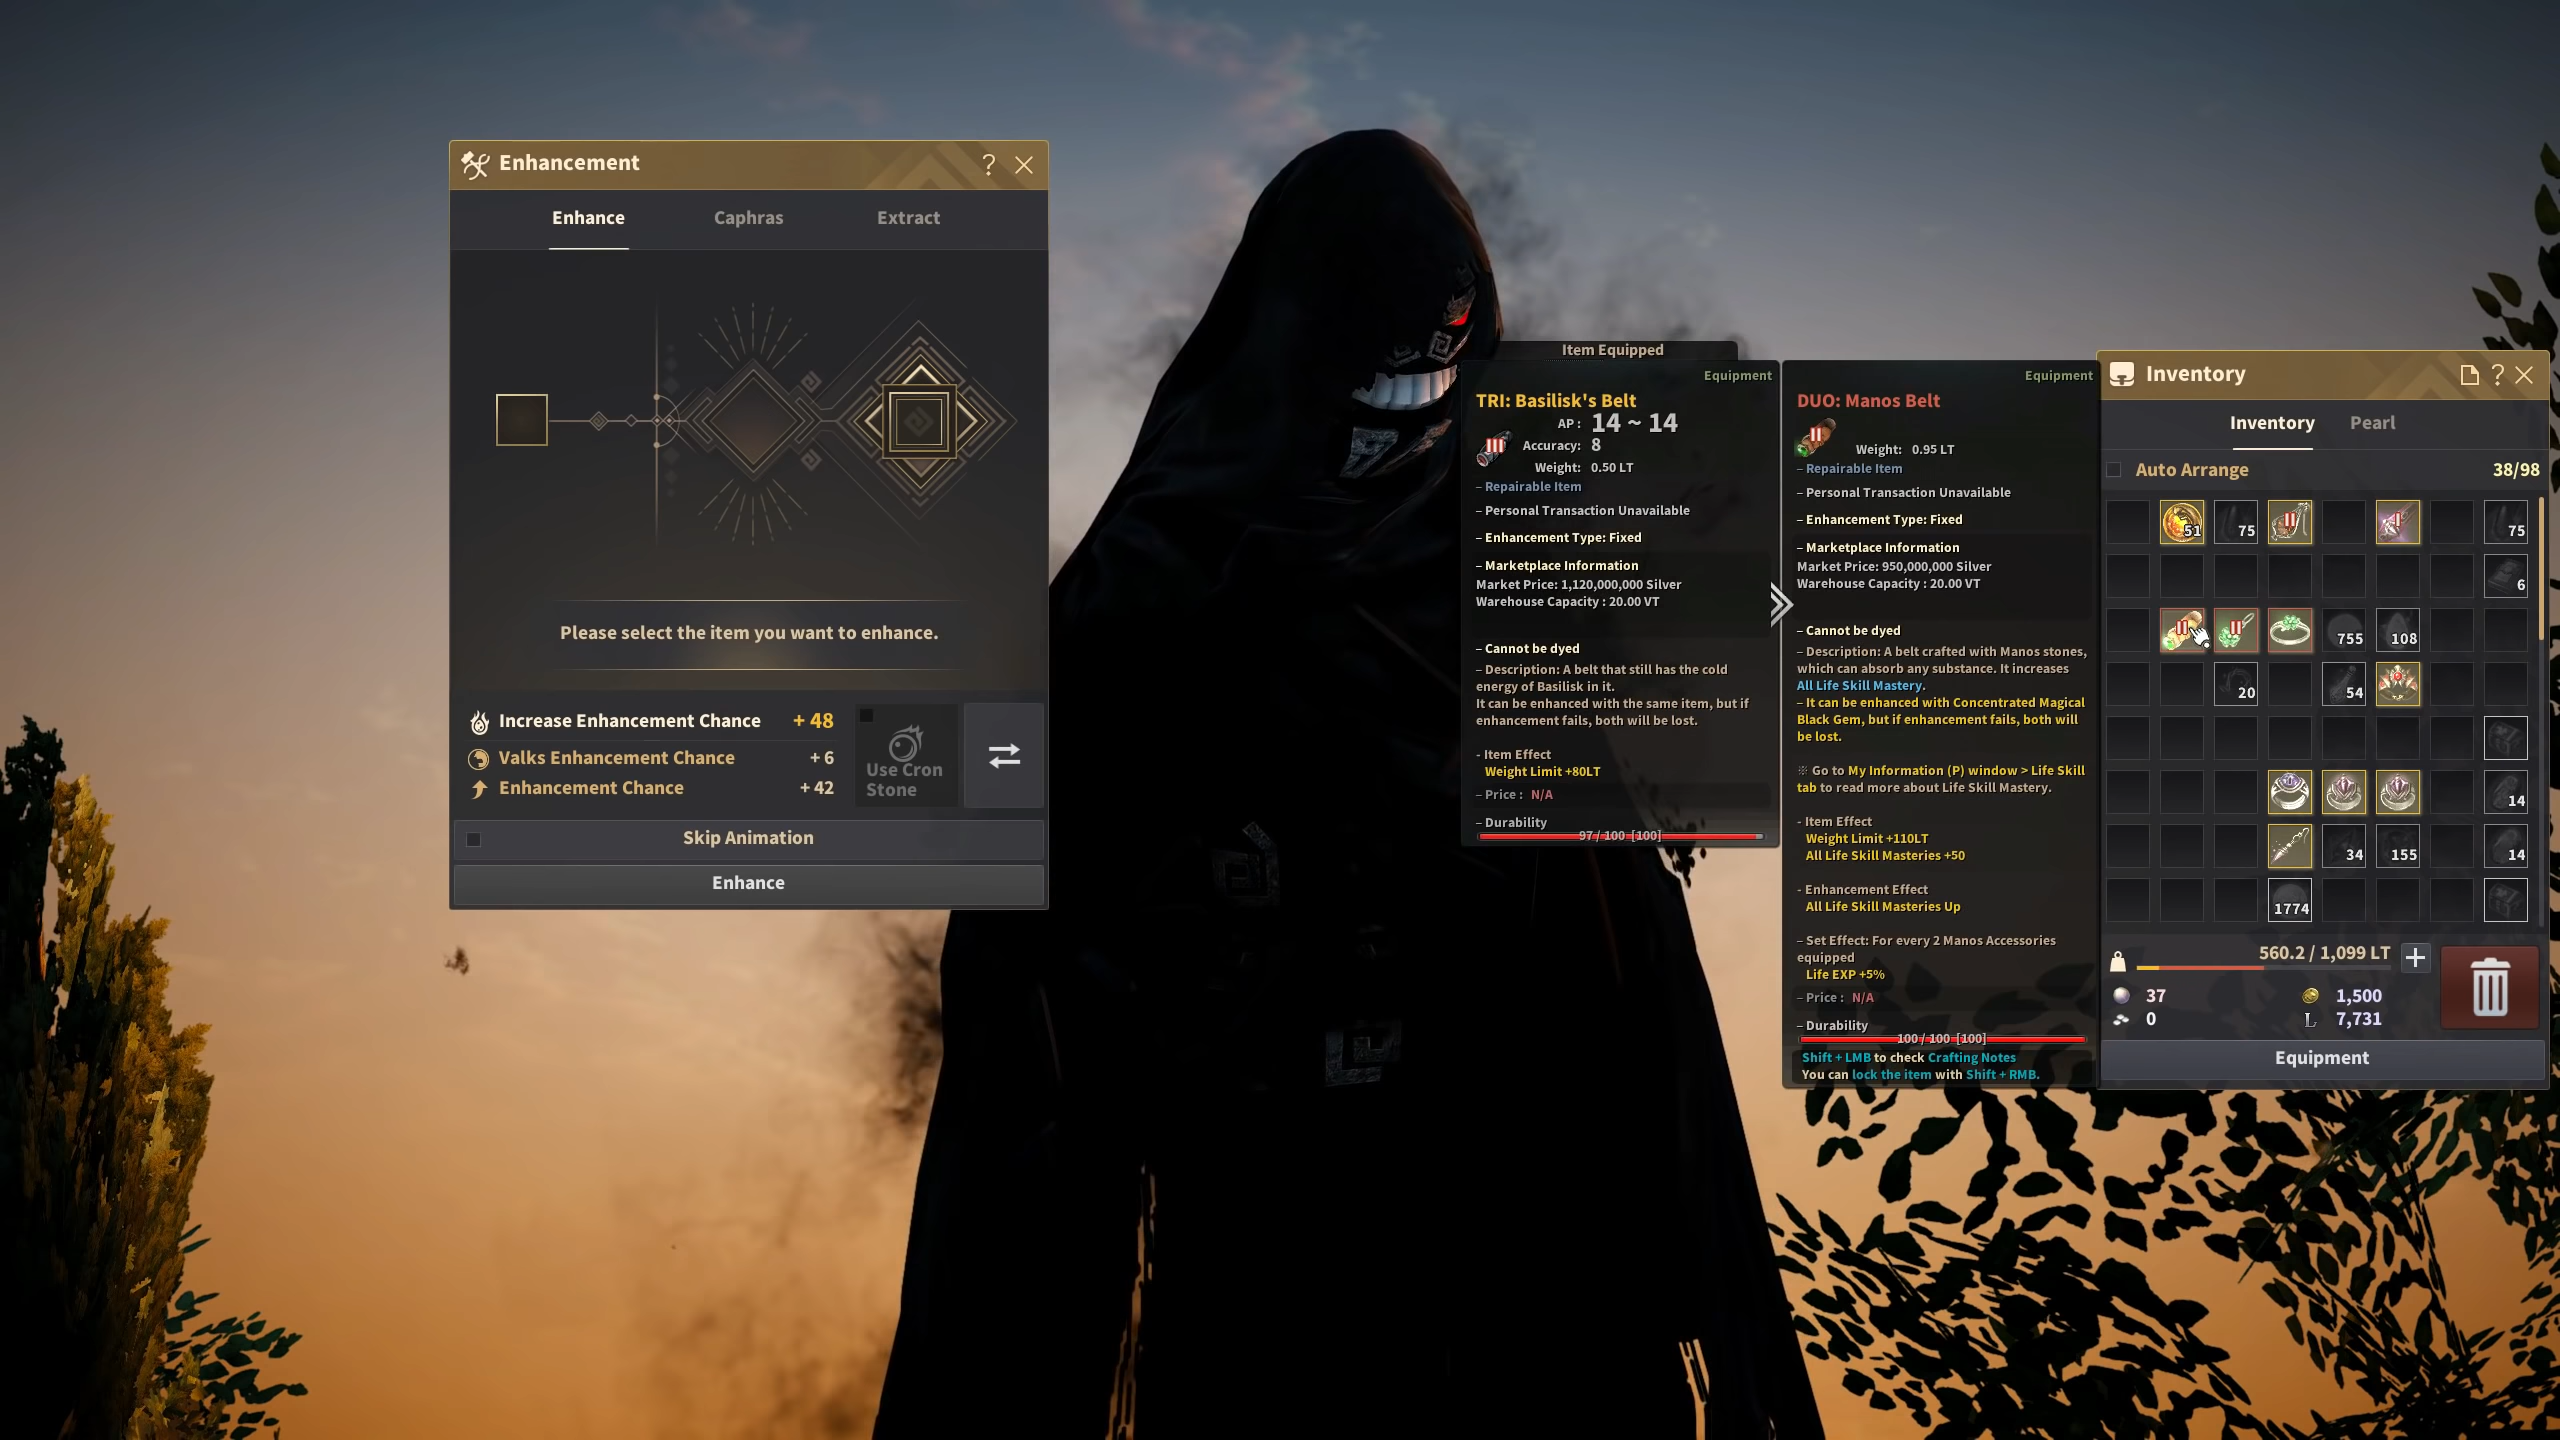 Enhancement
?
Enhance Caphras Extract
Please select the item you want to enhance.
Increase Enhancement Chance + 48
Valks Enhancement Chance + 6
Enhancement Chance + 42
Use Cron
Stone
Skip Animation
Enhance
Item Equipped
Equipment
TRI: Basilisk's Belt
AP : 14 ~ 14
Accuracy: 8
Weight: 0.50 LT
– Repairable Item
– Personal Transaction Unavailable
– Enhancement Type: Fixed
– Marketplace Information
Market Price: 1,120,000,000 Silver
Warehouse Capacity : 20.00 VT
– Cannot be dyed
– Description: A belt that still has the cold
energy of Basilisk in it.
It can be enhanced with the same item, but if
enhancement fails, both will be lost.
- Item Effect
Weight Limit +80LT
– Price : N/A
– Durability
97 / 100 [100]
Equipment
DUO: Manos Belt
Weight: 0.95 LT
– Repairable Item
– Personal Transaction Unavailable
– Enhancement Type: Fixed
– Marketplace Information
Market Price: 950,000,000 Silver
Warehouse Capacity : 20.00 VT
– Cannot be dyed
– Description: A belt crafted with Manos stones,
which can absorb any substance. It increases
All Life Skill Mastery.
– It can be enhanced with Concentrated Magical
Black Gem, but if enhancement fails, both will
be lost.
※ Go to My Information (P) window > Life Skill
tab to read more about Life Skill Mastery.
- Item Effect
Weight Limit +110LT
All Life Skill Masteries +50
- Enhancement Effect
All Life Skill Masteries Up
– Set Effect: For every 2 Manos Accessories
equipped
Life EXP +5%
– Price : N/A
– Durability
100 / 100 [100]
Shift + LMB to check Crafting Notes
You can lock the item with Shift + RMB.
Inventory
?
Inventory Pearl
Auto Arrange 38/98
51 75 II I 75
6
II II 755 108
20 54
14
34 155 14
1774
560.2 / 1,099 LT
37 1,500
0 L 7,731
Equipment